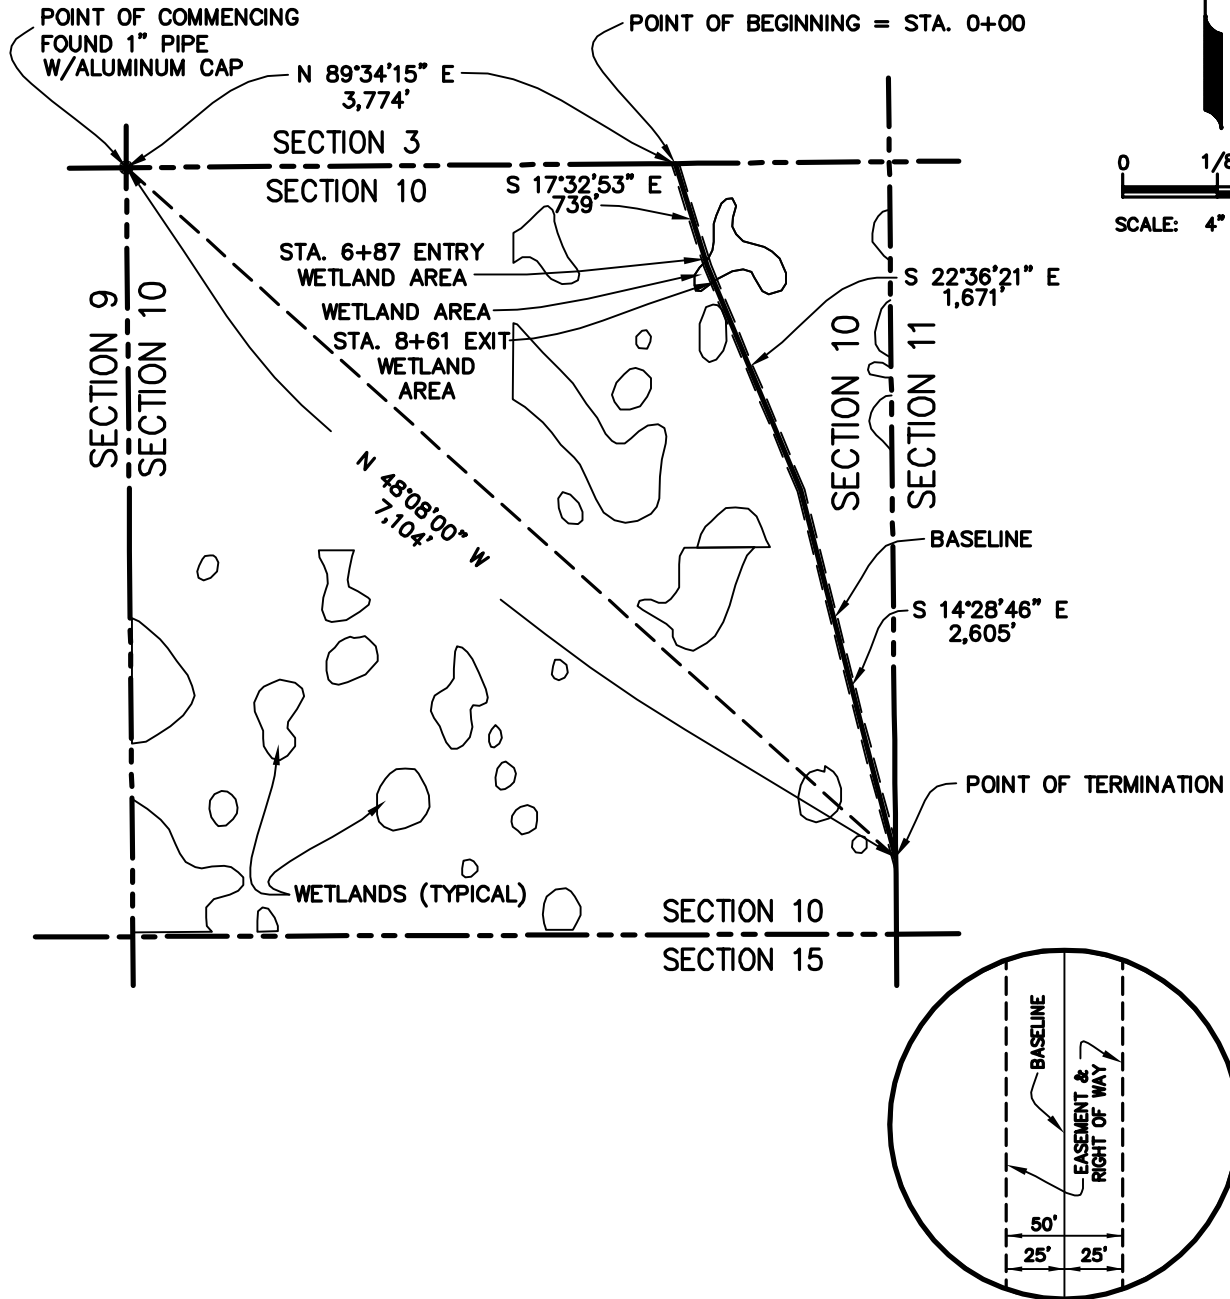 POINT OF COMMENCING
FOUND 1" PIPE
W/ALUMINUM CAP
POINT OF BEGINNING = STA. 0+00
N 89°34'15" E
3,774'
SECTION 3
SECTION 10
S 17°32'53" E
739'
0
1/8
SCALE: 4"
STA. 6+87 ENTRY
WETLAND AREA
WETLAND AREA
STA. 8+61 EXIT
WETLAND
AREA
S 22°36'21" E
1,671'
SECTION 9
SECTION 10
SECTION 10
SECTION 11
N 48°08'00" W
7,104'
BASELINE
S 14°28'46" E
2,605'
POINT OF TERMINATION
WETLANDS (TYPICAL)
SECTION 10
SECTION 15
BASELINE
EASEMENT &
RIGHT OF WAY
50'
25'
25'